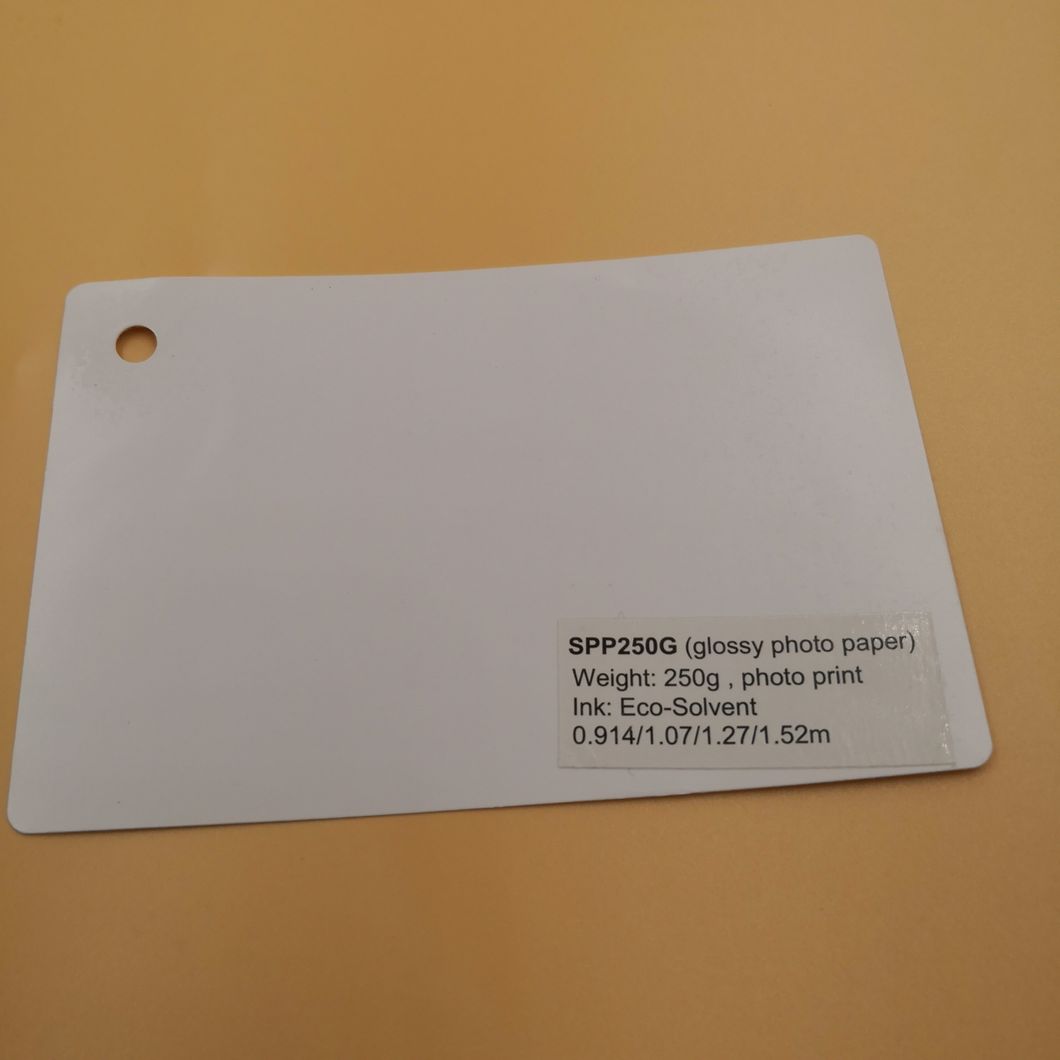 SPP250G (glossy photo paper)
Weight: 250g , photo print
Ink: Eco-Solvent
0.914/1.07/1.27/1.52m